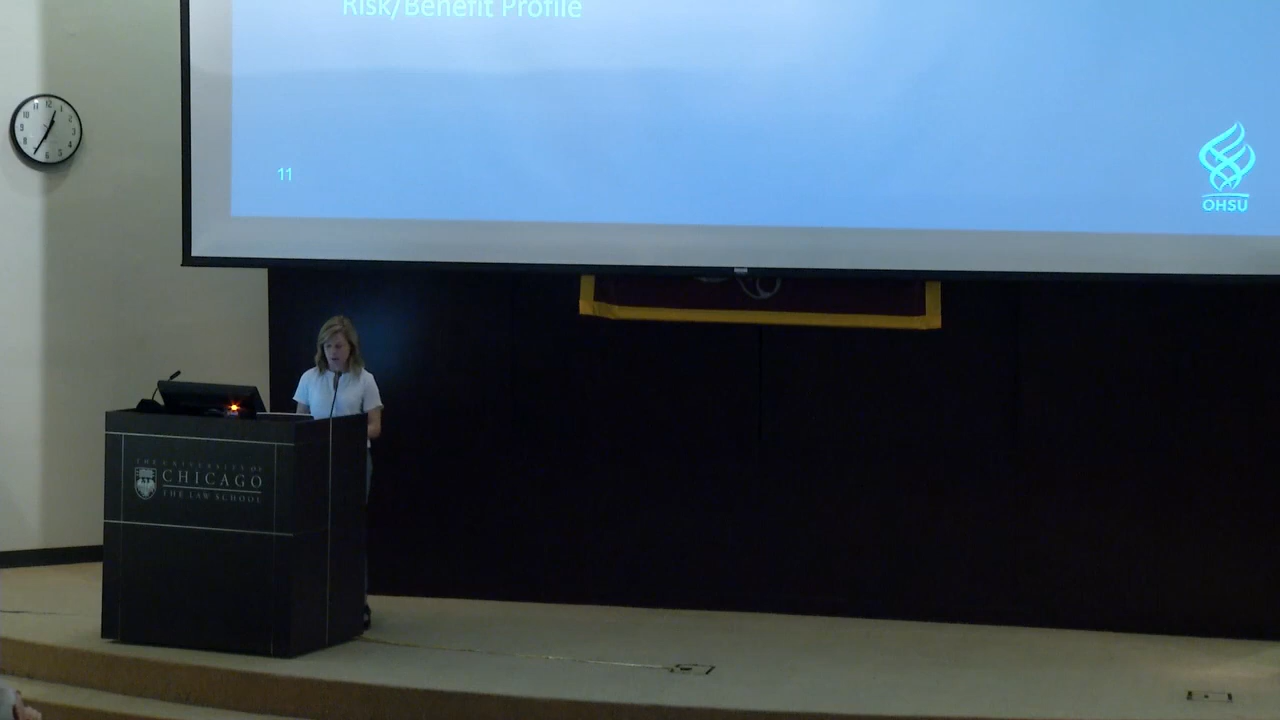 Risk/Benefit Profile
11
OHSU
THE UNIVERSITY OF
CHICAGO
THE LAW SCHOOL